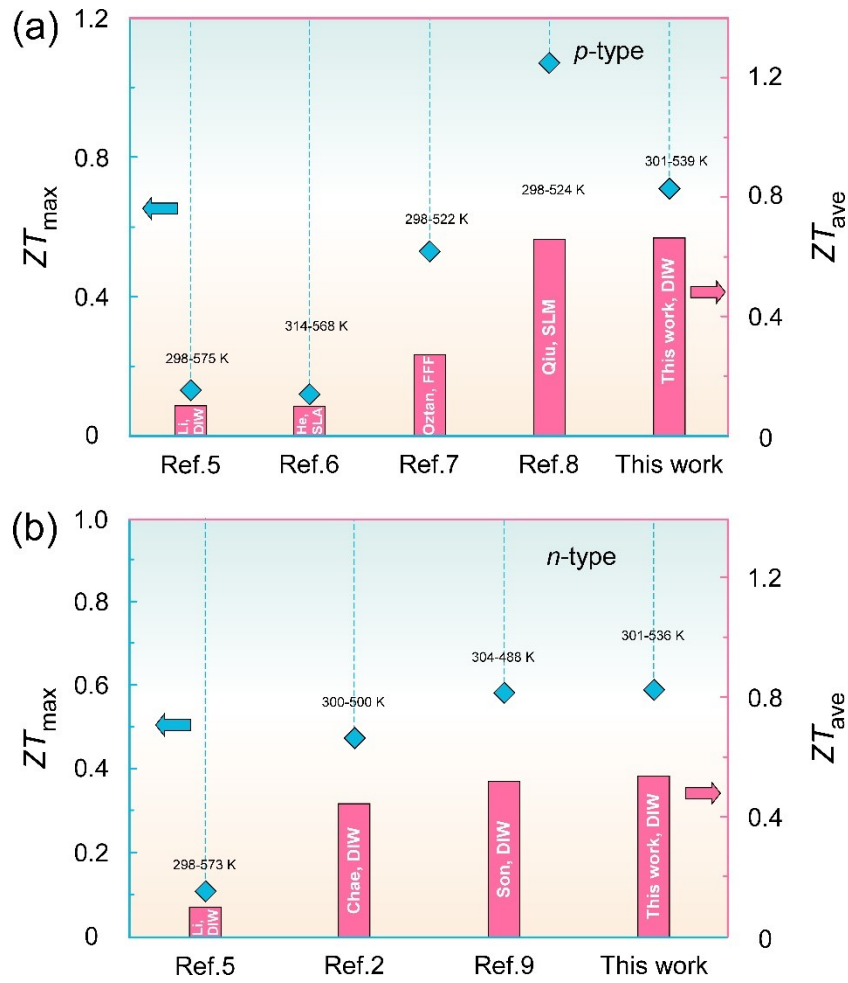 (a)
p-type
1.2
0.8
0.4
0
ZTmax
1.2
0.8
0.4
0
ZTave
298-575 K
314-568 K
298-522 K
298-524 K
301-539 K
Li,
DIW
He,
SLA
Oztan, FFF
Qiu, SLM
This work, DIW
Ref.5
Ref.6
Ref.7
Ref.8
This work
(b)
n-type
1.0
0.8
0.6
0.4
0.2
0
ZTmax
1.2
0.8
0.4
0
ZTave
298-573 K
300-500 K
304-488 K
301-536 K
Li,
DIW
Chae, DIW
Son, DIW
This work, DIW
Ref.5
Ref.2
Ref.9
This work